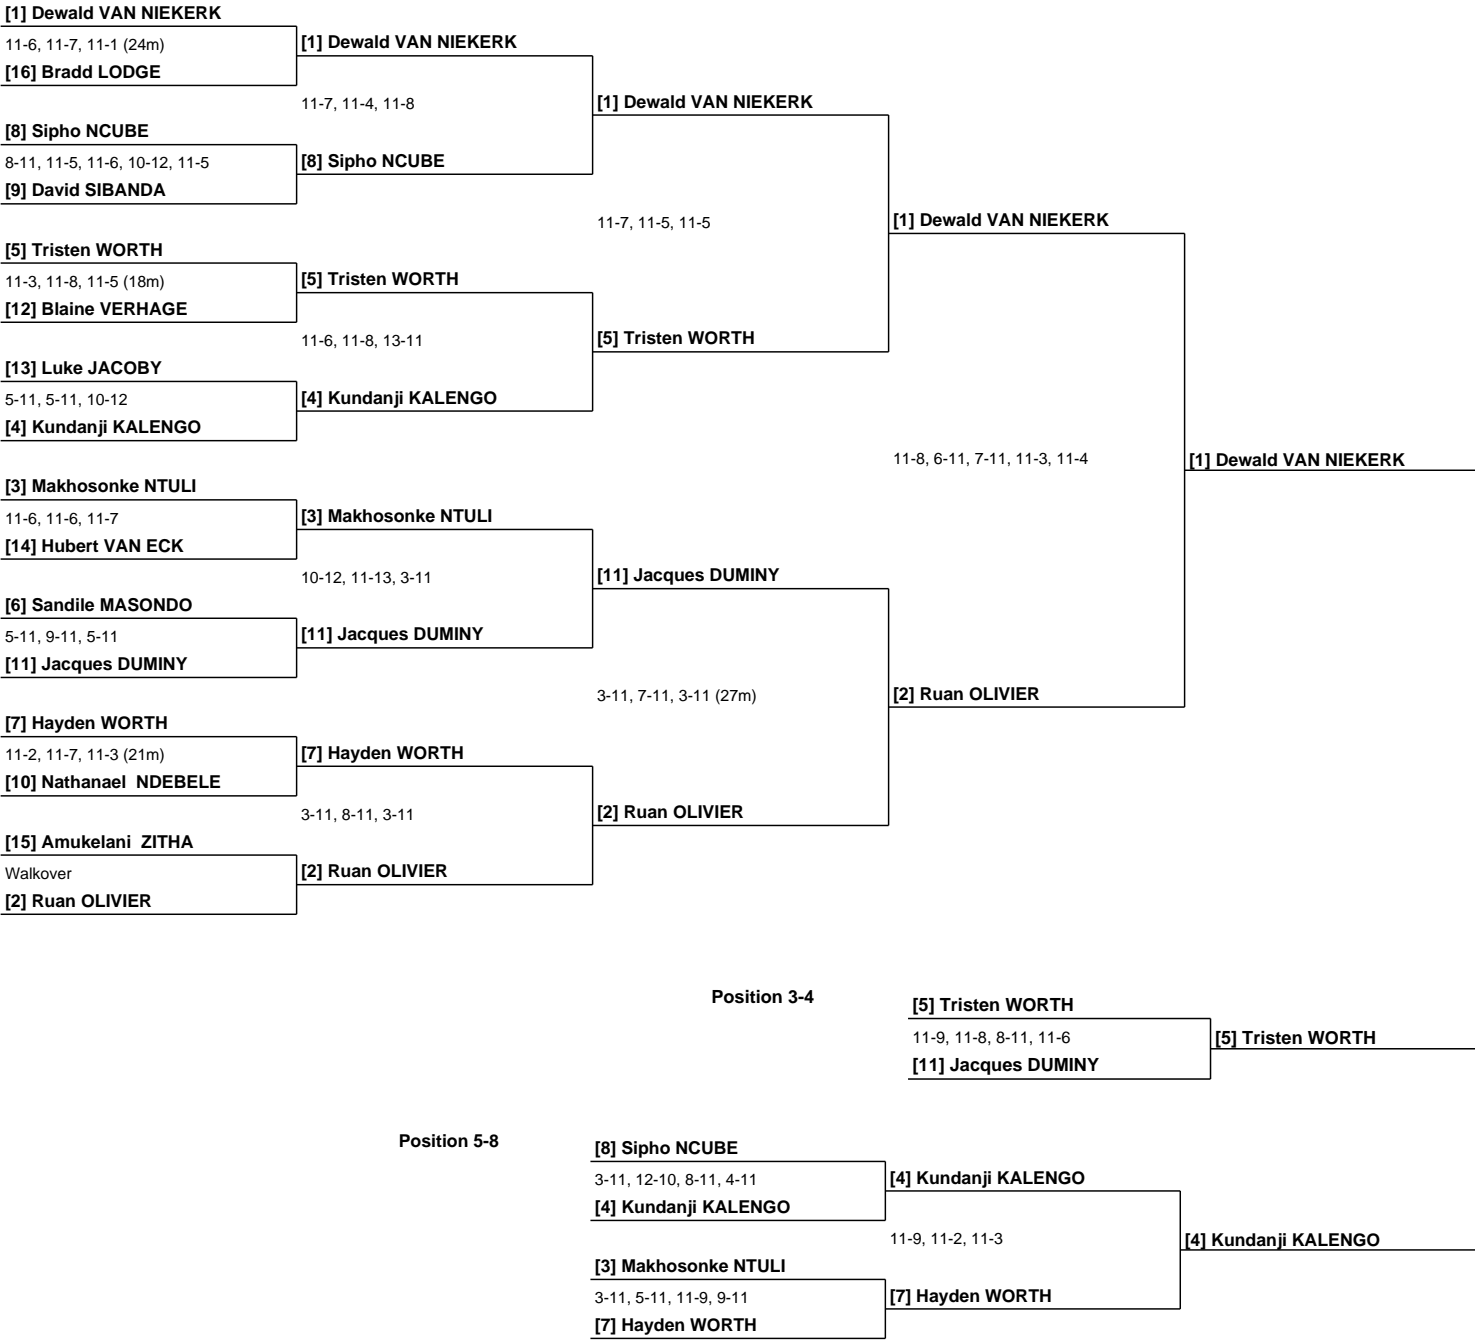 [1] Dewald VAN NIEKERK
11-6, 11-7, 11-1 (24m)
[16] Bradd LODGE
[8] Sipho NCUBE
8-11, 11-5, 11-6, 10-12, 11-5
[9] David SIBANDA
[5] Tristen WORTH
11-3, 11-8, 11-5 (18m)
[12] Blaine VERHAGE
[13] Luke JACOBY
5-11, 5-11, 10-12
[4] Kundanji KALENGO
[3] Makhosonke NTULI
11-6, 11-6, 11-7
[14] Hubert VAN ECK
[6] Sandile MASONDO
5-11, 9-11, 5-11
[11] Jacques DUMINY
[7] Hayden WORTH
11-2, 11-7, 11-3 (21m)
[10] Nathanael  NDEBELE
[15] Amukelani  ZITHA
Walkover
[2] Ruan OLIVIER
[1] Dewald VAN NIEKERK
11-7, 11-4, 11-8
[8] Sipho NCUBE
[5] Tristen WORTH
11-6, 11-8, 13-11
[4] Kundanji KALENGO
[3] Makhosonke NTULI
10-12, 11-13, 3-11
[11] Jacques DUMINY
[7] Hayden WORTH
3-11, 8-11, 3-11
[2] Ruan OLIVIER
[1] Dewald VAN NIEKERK
11-7, 11-5, 11-5
[5] Tristen WORTH
[11] Jacques DUMINY
3-11, 7-11, 3-11 (27m)
[2] Ruan OLIVIER
[1] Dewald VAN NIEKERK
11-8, 6-11, 7-11, 11-3, 11-4
[2] Ruan OLIVIER
[1] Dewald VAN NIEKERK
Position 3-4
[5] Tristen WORTH
11-9, 11-8, 8-11, 11-6
[11] Jacques DUMINY
[5] Tristen WORTH
Position 5-8
[8] Sipho NCUBE
3-11, 12-10, 8-11, 4-11
[4] Kundanji KALENGO
[3] Makhosonke NTULI
3-11, 5-11, 11-9, 9-11
[7] Hayden WORTH
[4] Kundanji KALENGO
11-9, 11-2, 11-3
[7] Hayden WORTH
[4] Kundanji KALENGO